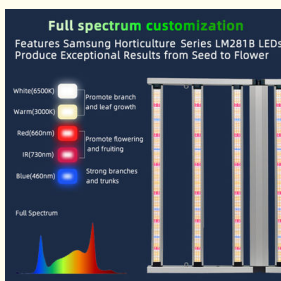 Full spectrum customization
Features Samsung Horticulture Series LM281B LEDs
Produce Exceptional Results from Seed to Flower
White(6500K)
Warm(3000K)
Promote branch
and leaf growth
Red(660nm)
IR(730nm)
Promote flowering
and fruiting
Blue(460nm)
Strong branches
and trunks
Full Spectrum